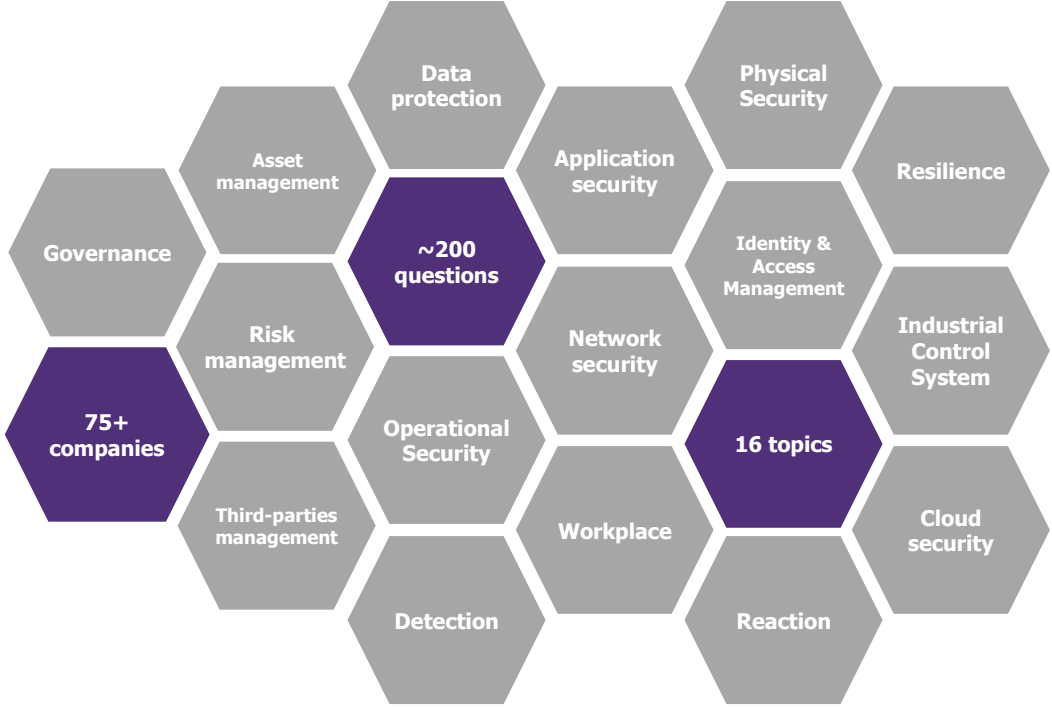 Governance
75+
companies
Asset
management
Risk
management
Third-parties
management
Data
protection
~200
questions
Operational
Security
Detection
Application
security
Network
security
Workplace
Physical
Security
Identity &
Access
Management
16 topics
Reaction
Resilience
Industrial
Control
System
Cloud
security